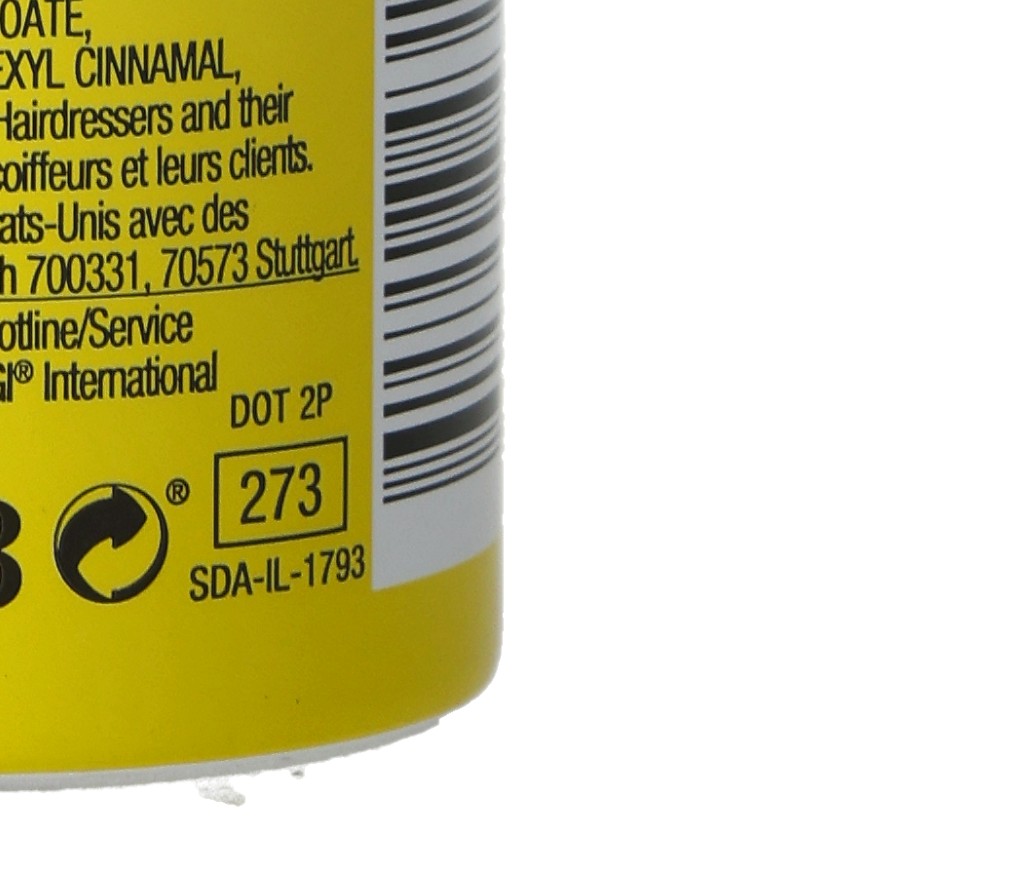 OATE,
EXYL CINNAMAL,
Hairdressers and their
coiffeurs et leurs clients.
ats-Unis avec des
h 700331, 70573 Stuttgart.
otline/Service
GI® International
DOT 2P
273
®
SDA-IL-1793